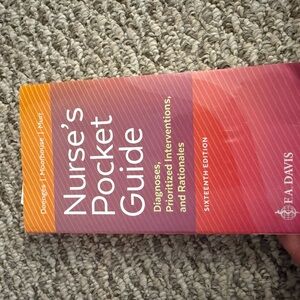 Doenges | Moorhouse | Murr
Nurse's
Pocket
Guide
Diagnoses,
Prioritized Interventions,
and Rationales
SIXTEENTH EDITION
F.A. DAVIS